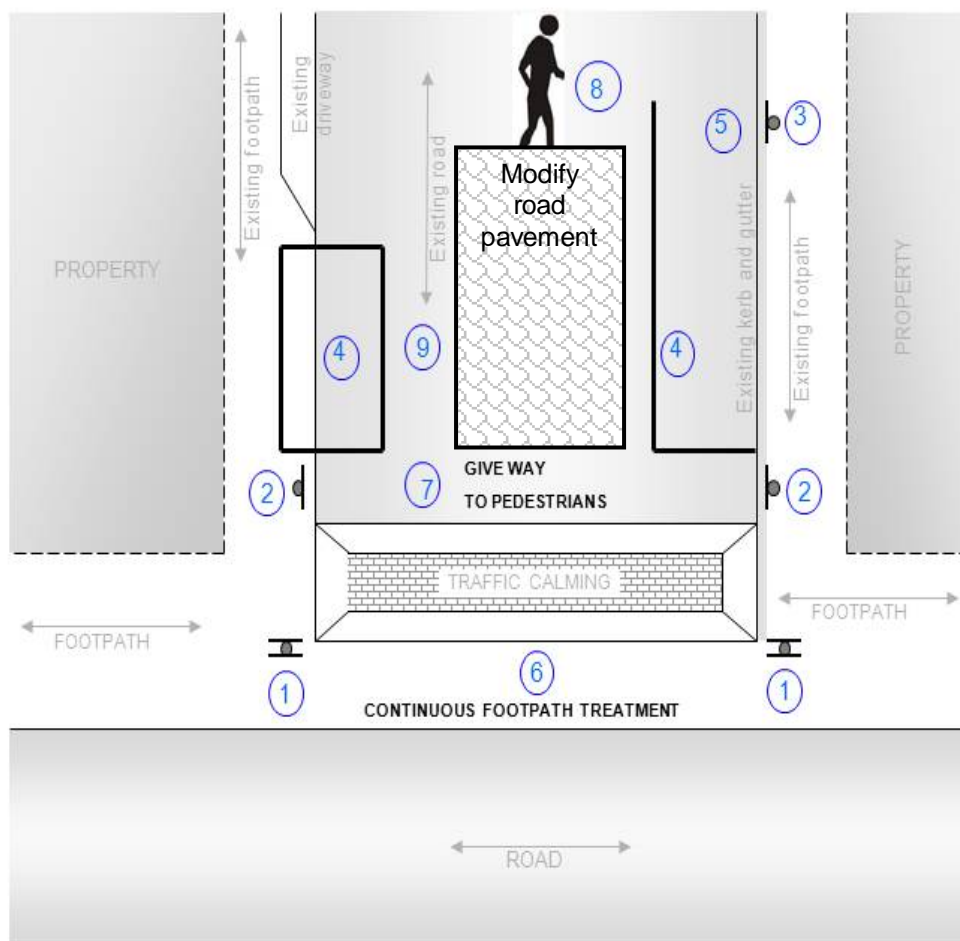 Existing footpath
Existing
driveway
Existing road
8
5
3
Modify
road
pavement
PROPERTY
4
9
4
Existing kerb and gutter
Existing footpath
PROPERTY
2
7
GIVE WAY
TO PEDESTRIANS
2
TRAFFIC CALMING
FOOTPATH
FOOTPATH
1
6
1
CONTINUOUS FOOTPATH TREATMENT
ROAD